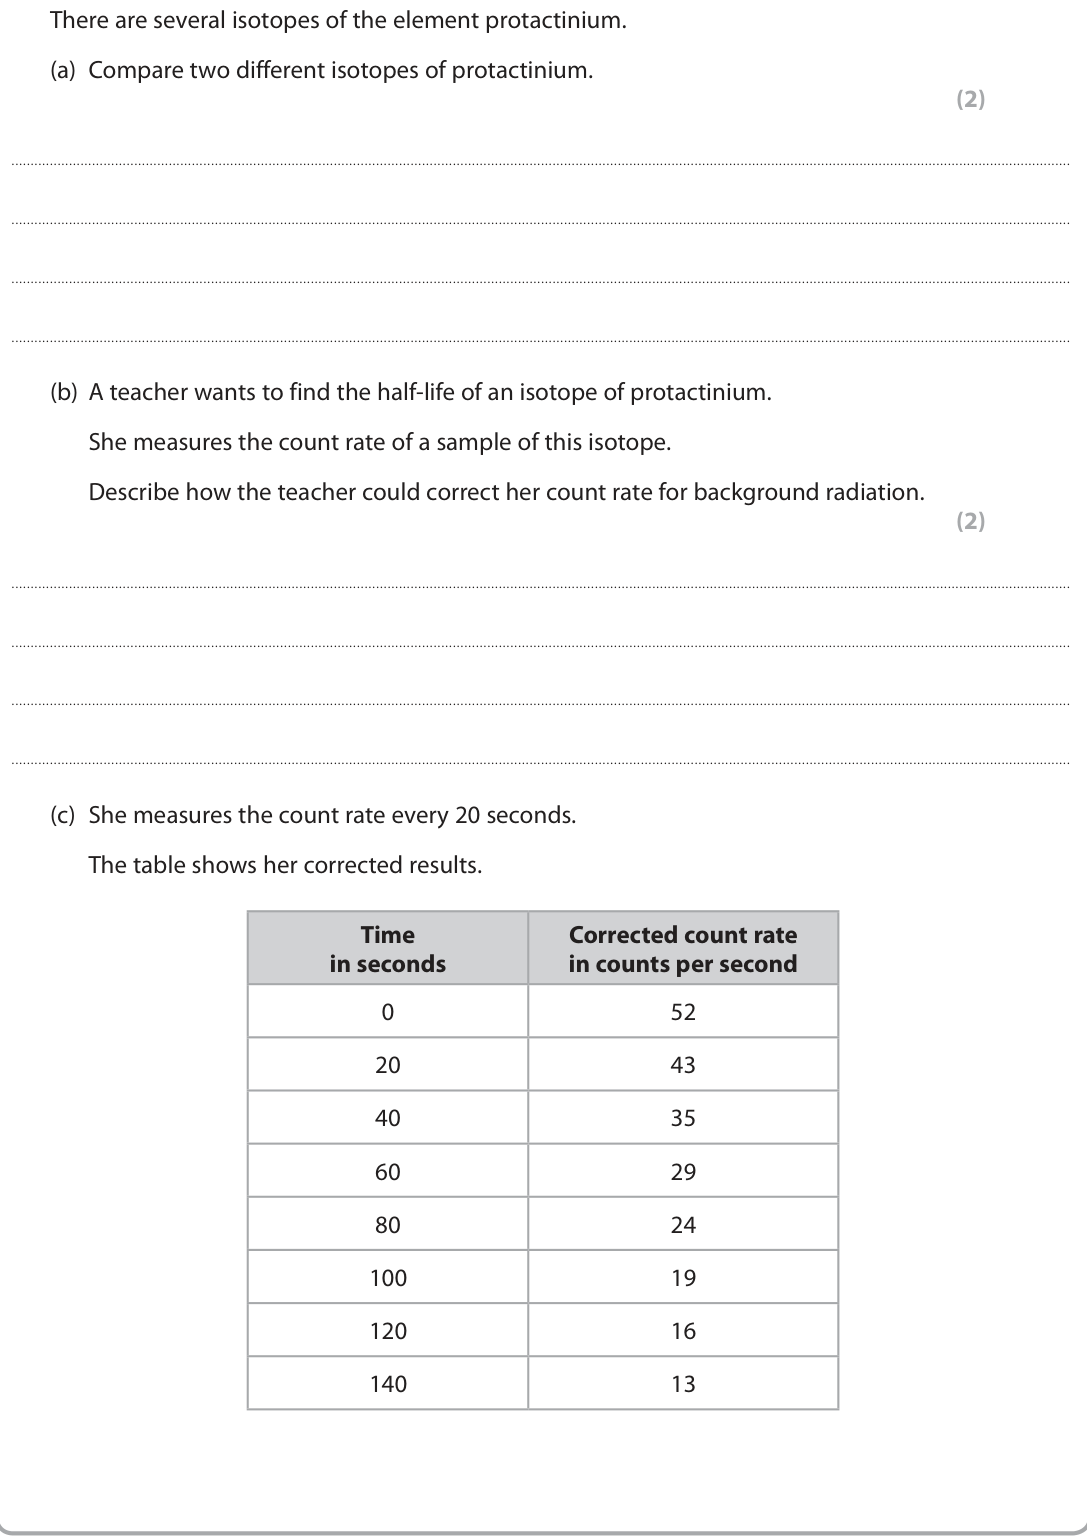 There are several isotopes of the element protactinium.
(a) Compare two different isotopes of protactinium.
(2)
(b) A teacher wants to find the half-life of an isotope of protactinium.
She measures the count rate of a sample of this isotope.
Describe how the teacher could correct her count rate for background radiation.
(2)
(c) She measures the count rate every 20 seconds.
The table shows her corrected results.
Time in seconds Corrected count rate in counts per second
0 52
20 43
40 35
60 29
80 24
100 19
120 16
140 13